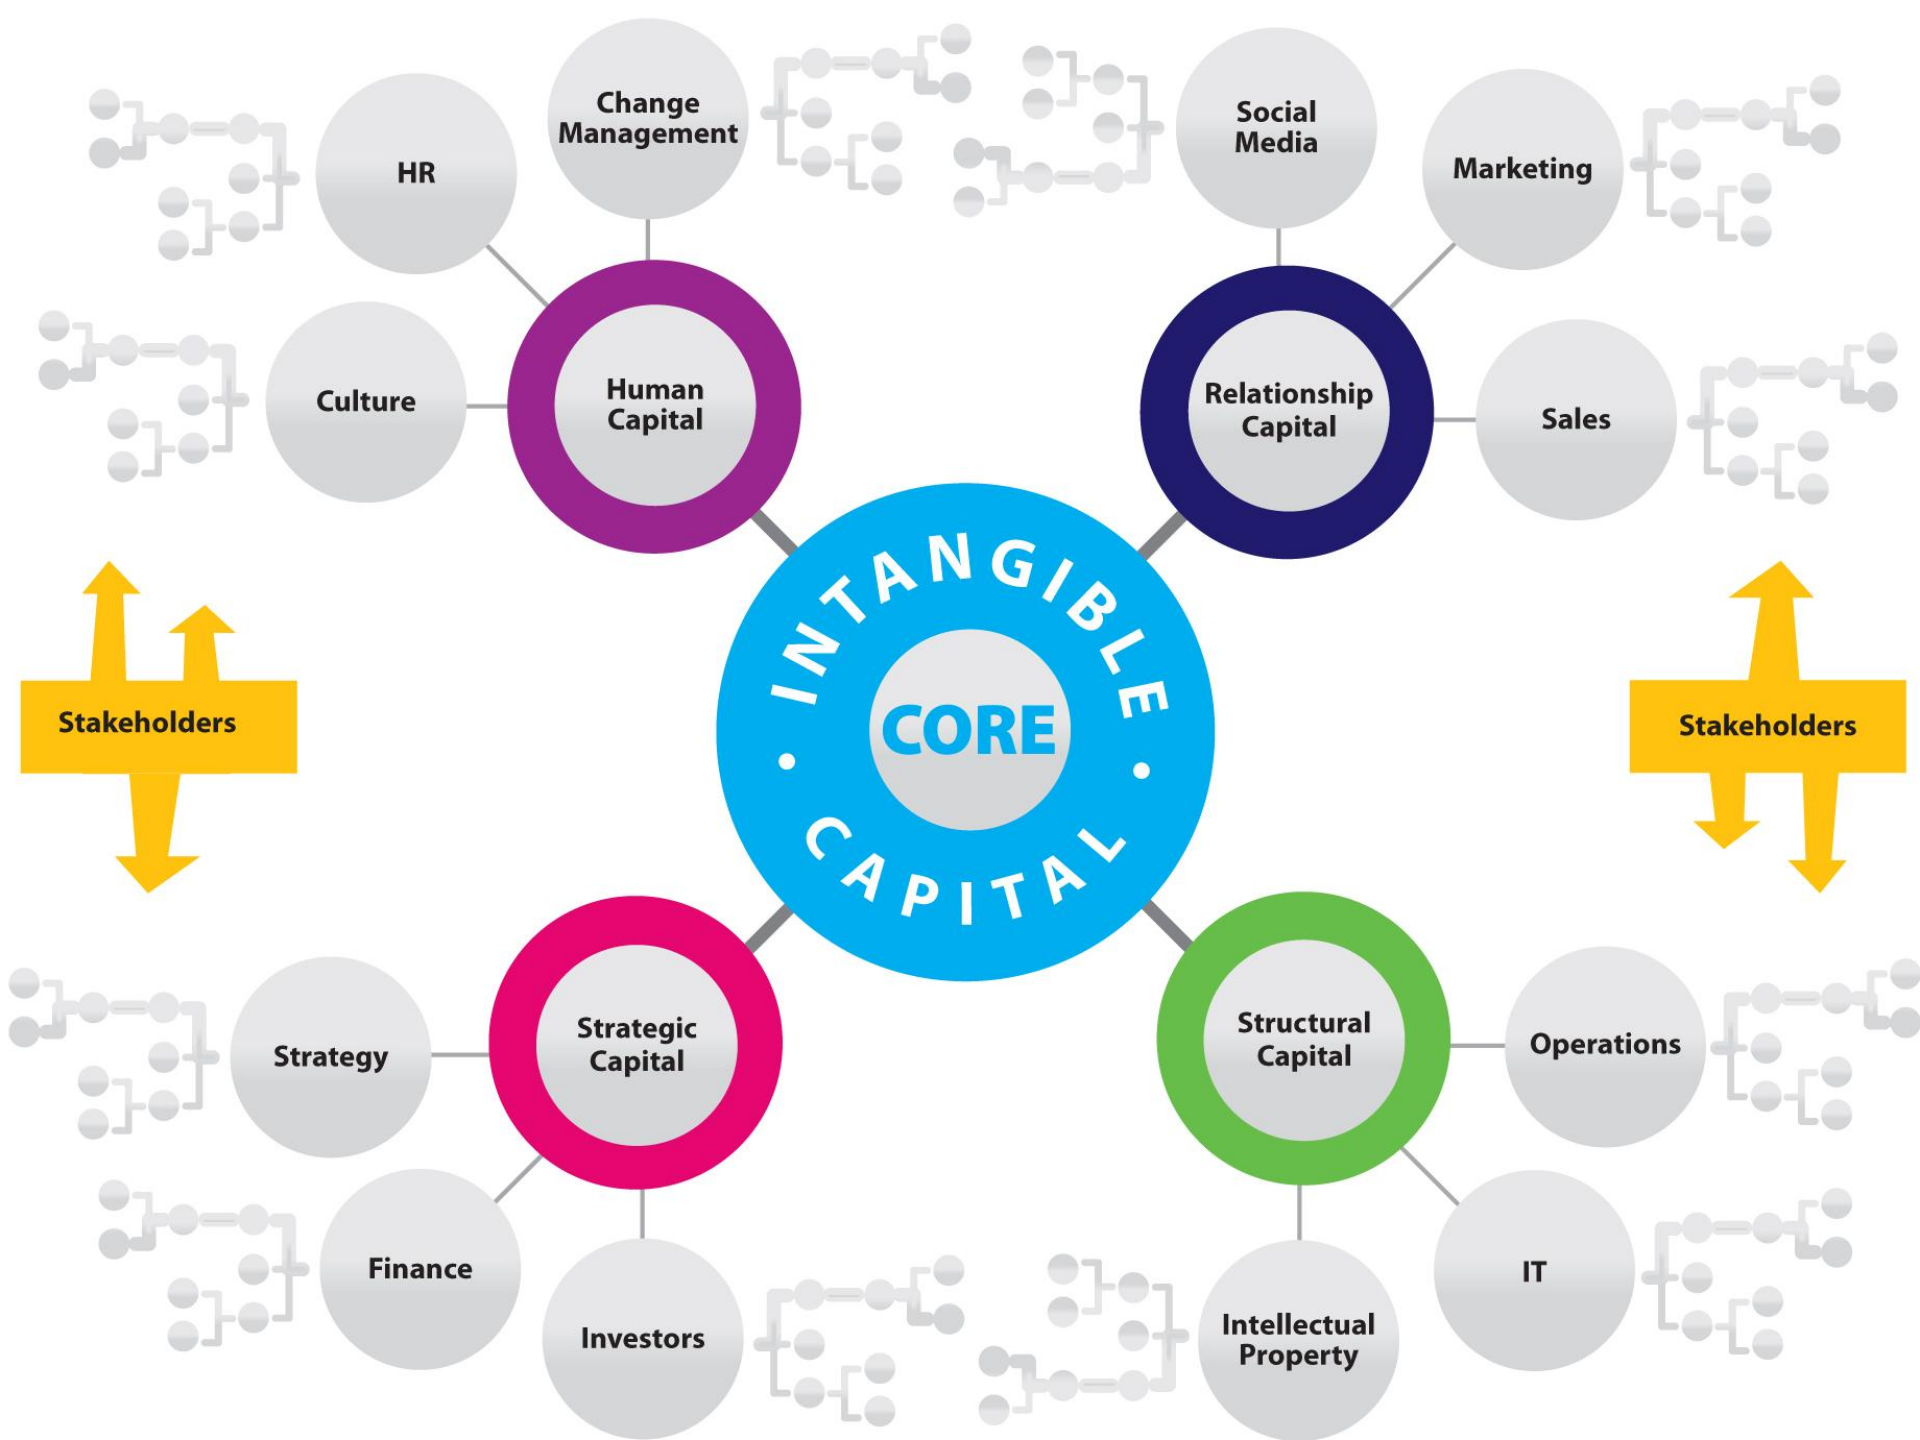 Change
Management
HR
Culture
Human
Capital
Social
Media
Marketing
Relationship
Capital
Sales
INTANGIBLE
CORE
• CAPITAL •
Stakeholders
Stakeholders
Strategic
Capital
Strategy
Finance
Investors
Structural
Capital
Operations
IT
Intellectual
Property